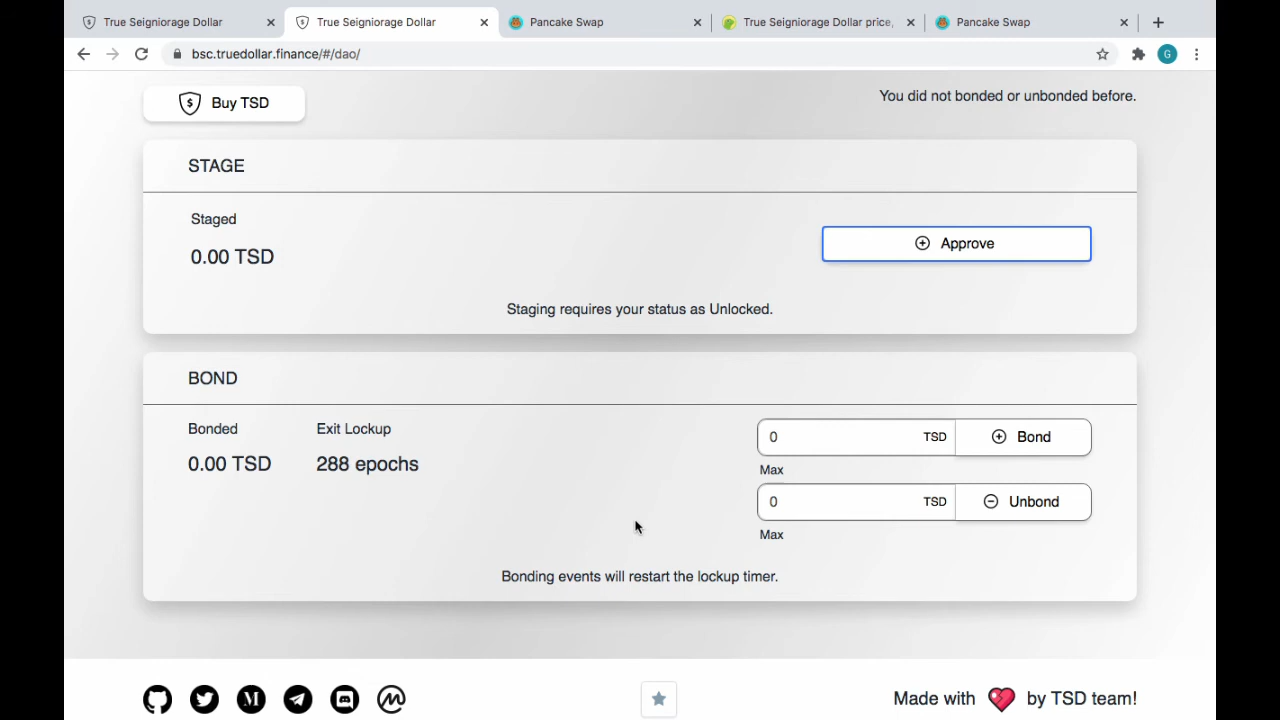 True Seigniorage Dollar
True Seigniorage Dollar
Pancake Swap
True Seigniorage Dollar price,
Pancake Swap
bsc.truedollar.finance/#/dao/
G
Buy TSD
You did not bonded or unbonded before.
STAGE
Staged
0.00 TSD
Approve
Staging requires your status as Unlocked.
BOND
Bonded
Exit Lockup
0.00 TSD
288 epochs
0 TSD
Bond
Max
0 TSD
Unbond
Max
Bonding events will restart the lockup timer.
Made with
by TSD team!